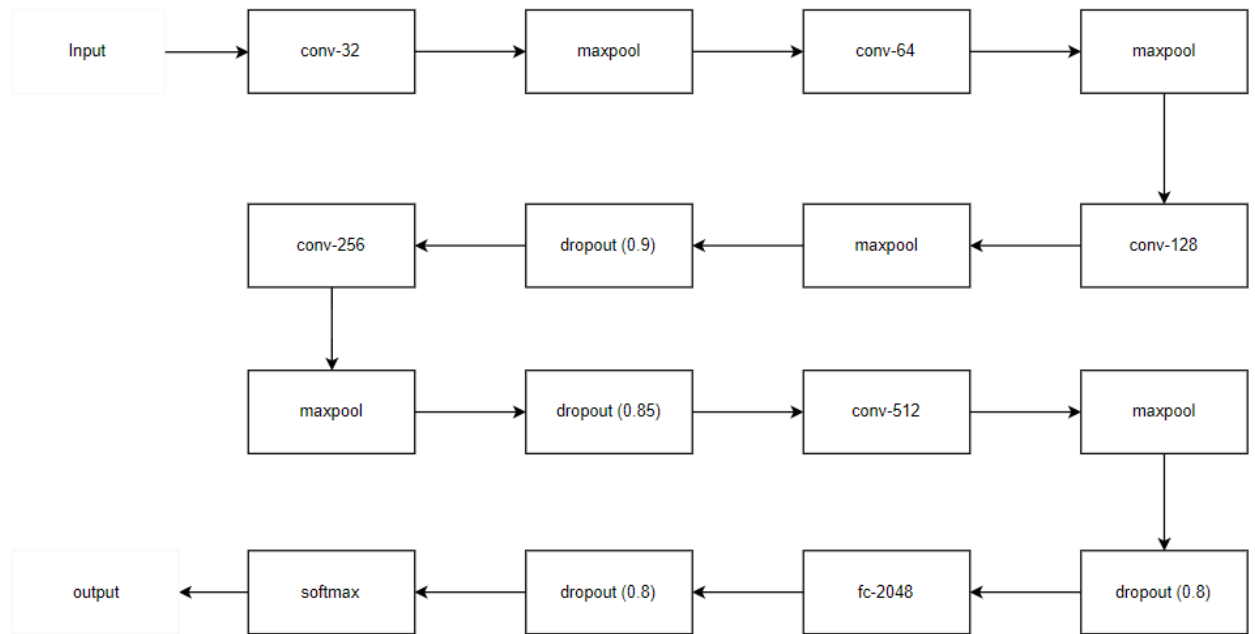 Input
conv-32
maxpool
conv-64
maxpool
conv-128
maxpool
dropout (0.9)
conv-256
maxpool
dropout (0.85)
conv-512
maxpool
dropout (0.8)
fc-2048
dropout (0.8)
softmax
output